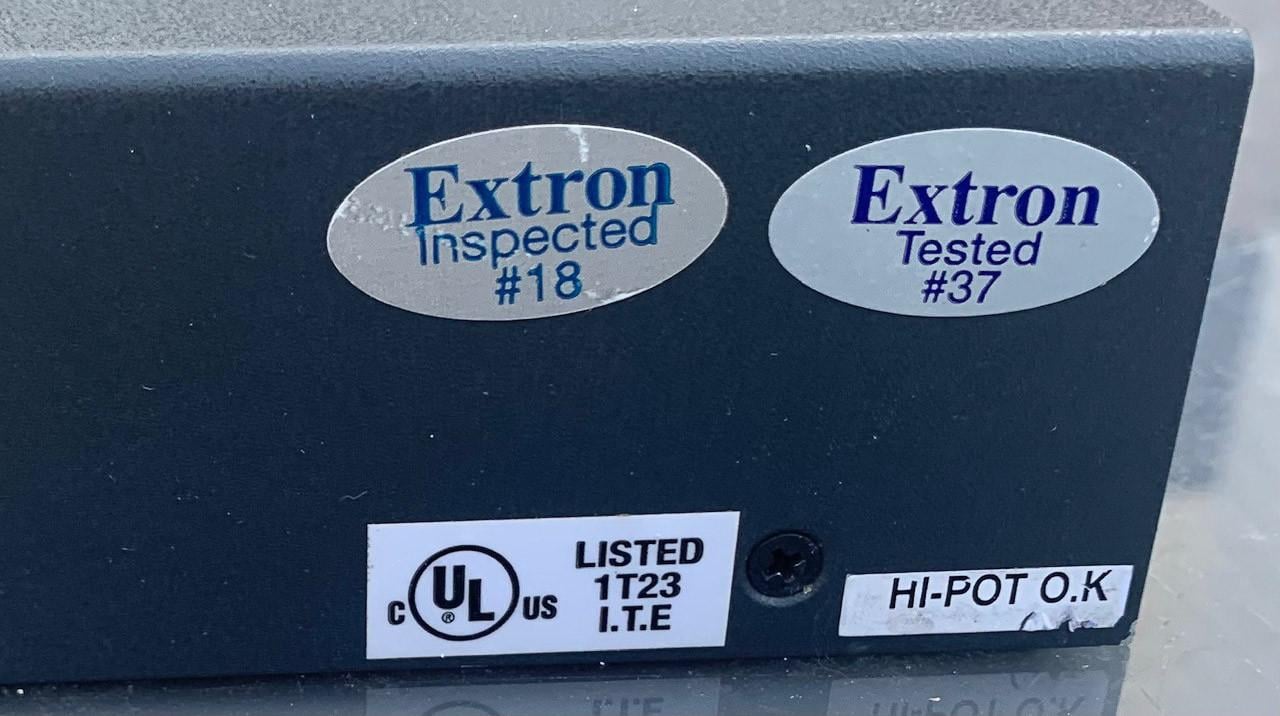 Extron
Inspected
#18
Extron
Tested
#37
C UL® US
LISTED
1T23
I.T.E
HI-POT O.K